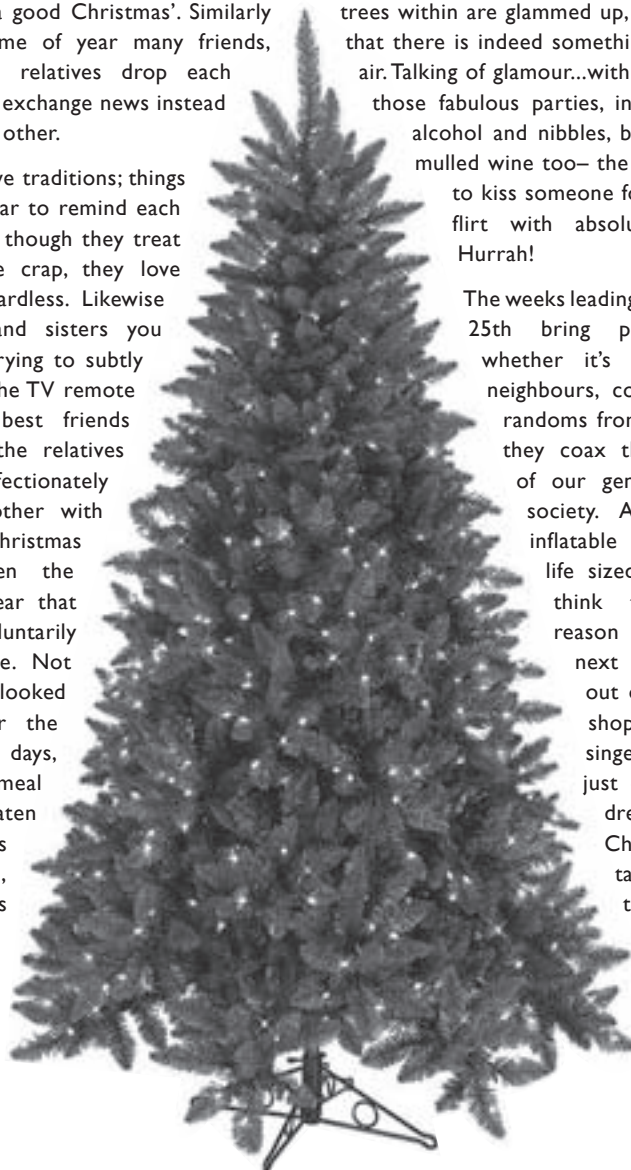 a good Christmas’. Similarly
me of year many friends,
relatives drop each
exchange news instead
other.
ve traditions; things
ar to remind each
though they treat
e crap, they love
ardless. Likewise
and sisters you
rying to subtly
he TV remote
best friends
the relatives
fectionately
other with
hristmas
en the
ear that
luntarily
e. Not
looked
r the
days,
meal
aten
s
,
s
trees within are glammed up,
that there is indeed somethi
air. Talking of glamour...with
those fabulous parties, in
alcohol and nibbles, b
mulled wine too– the
to kiss someone fo
flirt with absolu
Hurrah!
The weeks leading
25th bring p
whether it’s
neighbours, co
randoms from
they coax th
of our gen
society. A
inflatable
life sized
think
reason
next
out o
shop
singe
just
dre
Ch
ta
t